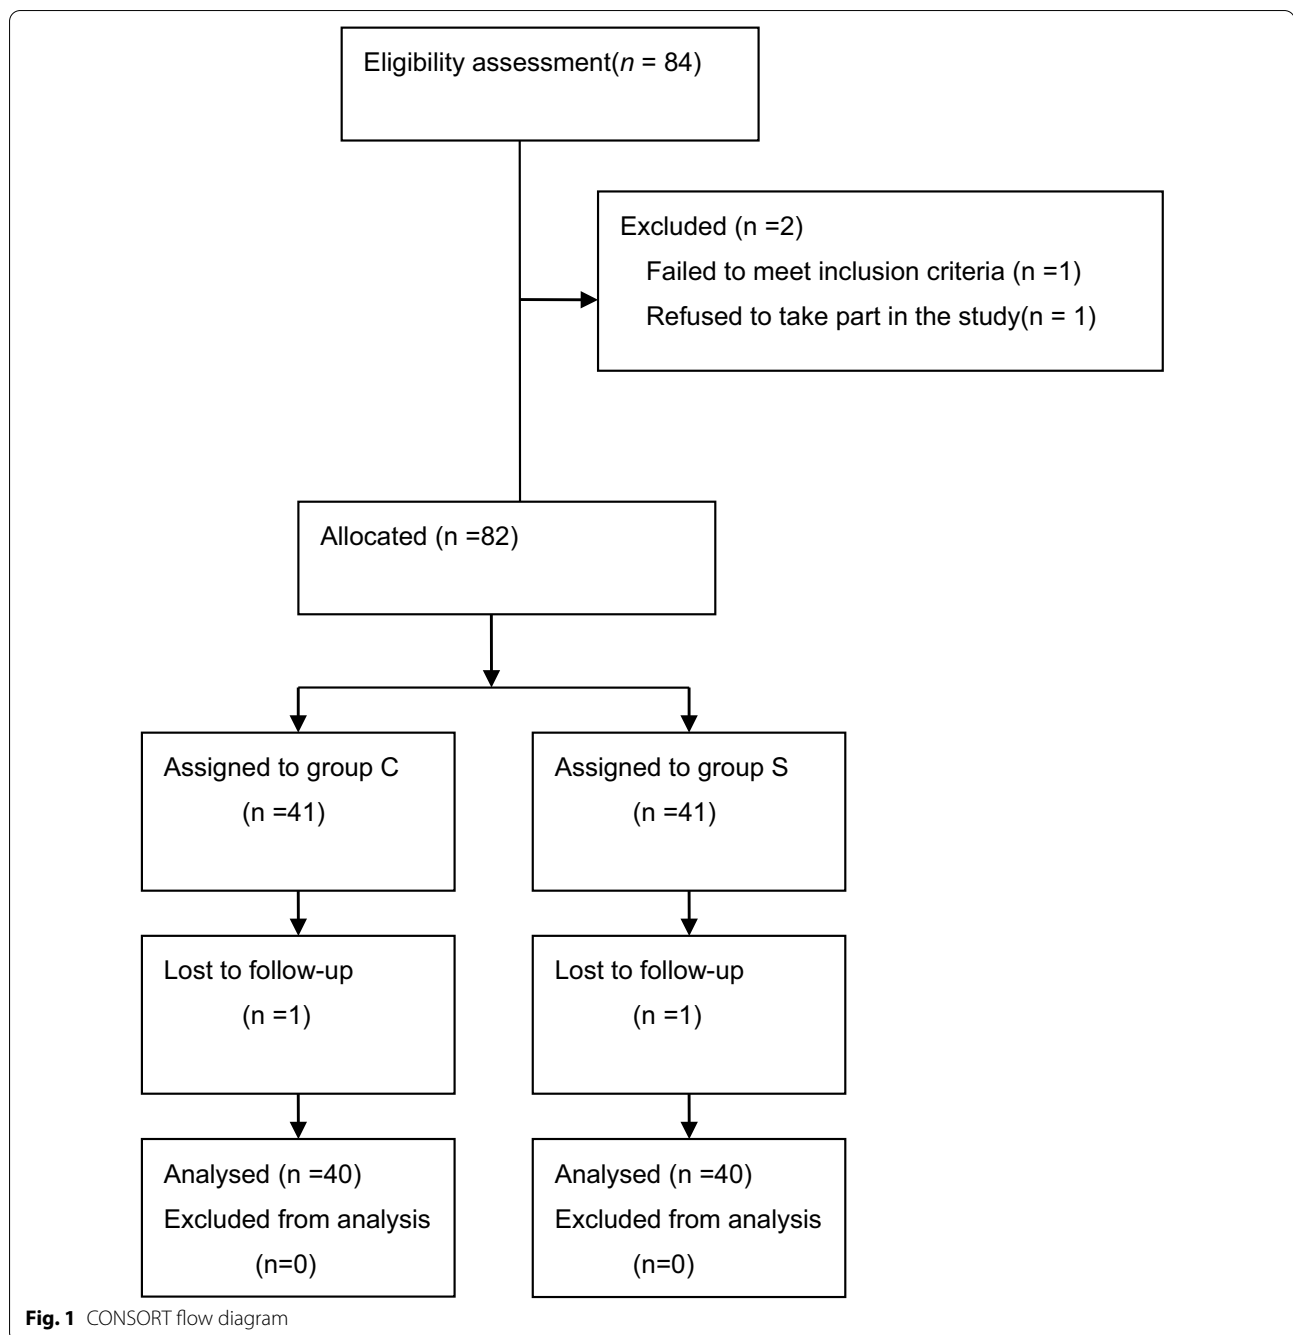 Eligibility assessment(n = 84)
Excluded (n =2)
Failed to meet inclusion criteria (n =1)
Refused to take part in the study(n = 1)
Allocated (n =82)
Assigned to group C
(n =41)
Assigned to group S
(n =41)
Lost to follow-up
(n =1)
Lost to follow-up
(n =1)
Analysed (n =40)
Excluded from analysis
(n=0)
Analysed (n =40)
Excluded from analysis
(n=0)
Fig. 1 CONSORT flow diagram